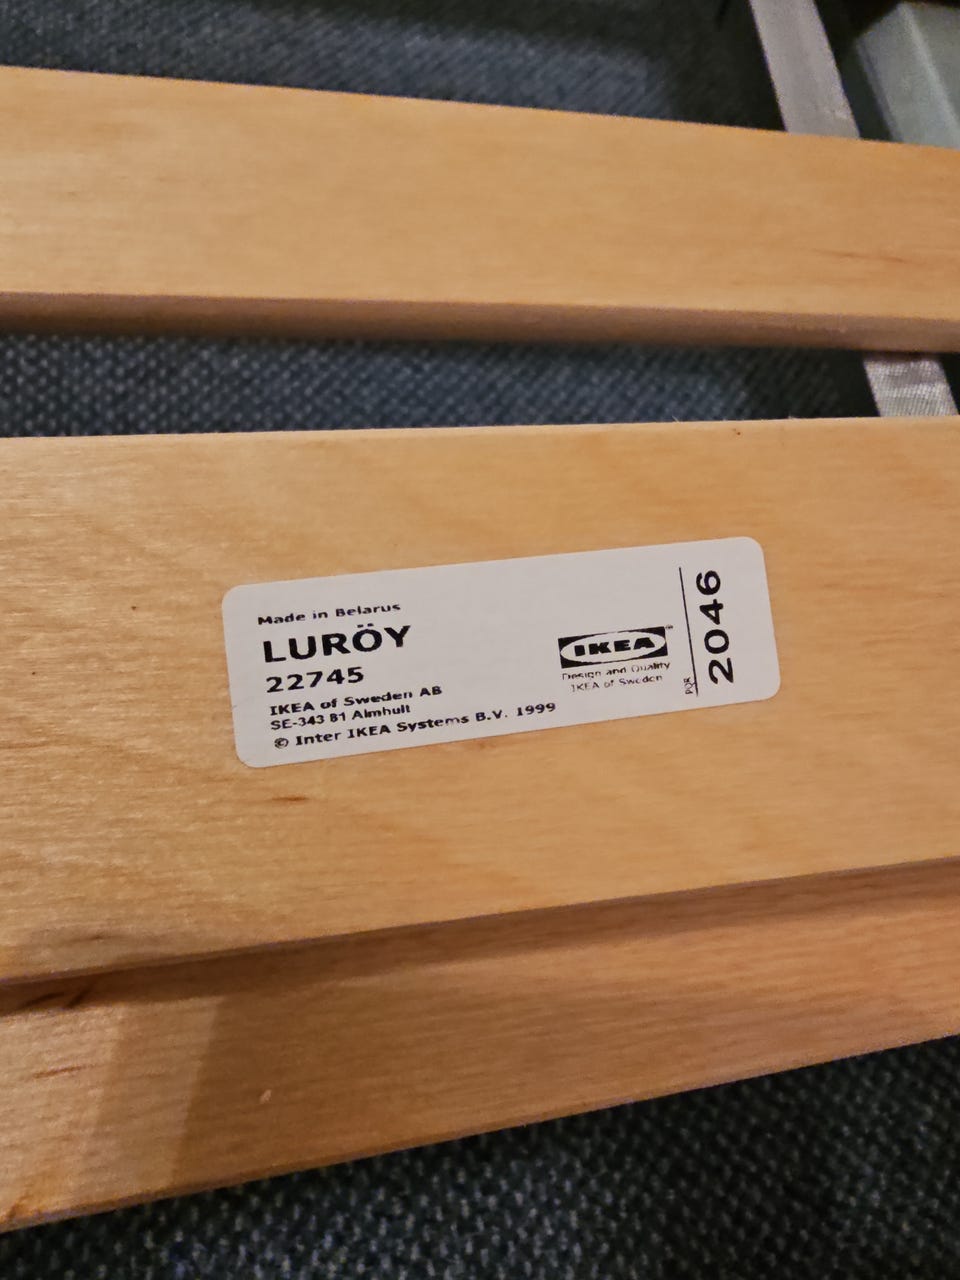 Made in Belarus
LURÖY
22745
IKEA of Sweden AB
SE-343 81 Älmhult
© Inter IKEA Systems B.V. 1999
IKEA
Design and Quality
IKEA of Sweden
2046